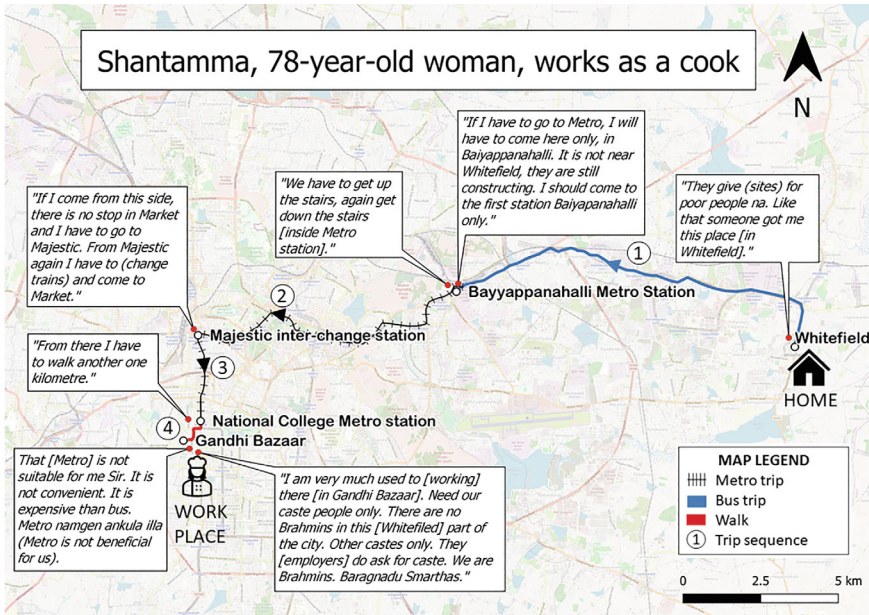 Shantamma, 78-year-old woman, works as a cook
N
"If I have to go to Metro, I will
have to come here only, in
Baiyappanahalli. It is not near
Whitefield, they are still
constructing. I should come to
the first station Baiyapanahalli
only."
"If I come from this side,
there is no stop in Market
and I have to go to
Majestic. From Majestic
again I have to (change
trains) and come to
Market."
"We have to get up
the stairs, again get
down the stairs
[inside Metro
station]."
"They give (sites) for
poor people na. Like
that someone got me
this place [in
Whitefield]."
1
Bayyappanahalli Metro Station
2
Majestic inter-change station
Whitefield
HOME
3
"From there I have
to walk another one
kilometre."
National College Metro station
4
Gandhi Bazaar
WORK
PLACE
That [Metro] is not
suitable for me Sir. It is
not convenient. It is
expensive than bus.
Metro namgen ankula illa
(Metro is not beneficial
for us).
"I am very much used to [working]
there [in Gandhi Bazaar]. Need our
caste people only. There are no
Brahmins in this [Whitefiled] part of
the city. Other castes only. They
[employers] do ask for caste. We are
Brahmins. Baragnadu Smarthas."
MAP LEGEND
Metro trip
Bus trip
Walk
1 Trip sequence
0 2.5 5 km